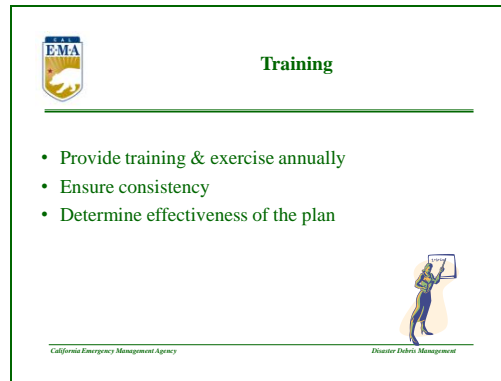 CAL
E·M·A
Training
• Provide training & exercise annually
• Ensure consistency
• Determine effectiveness of the plan
California Emergency Management Agency
Disaster Debris Management